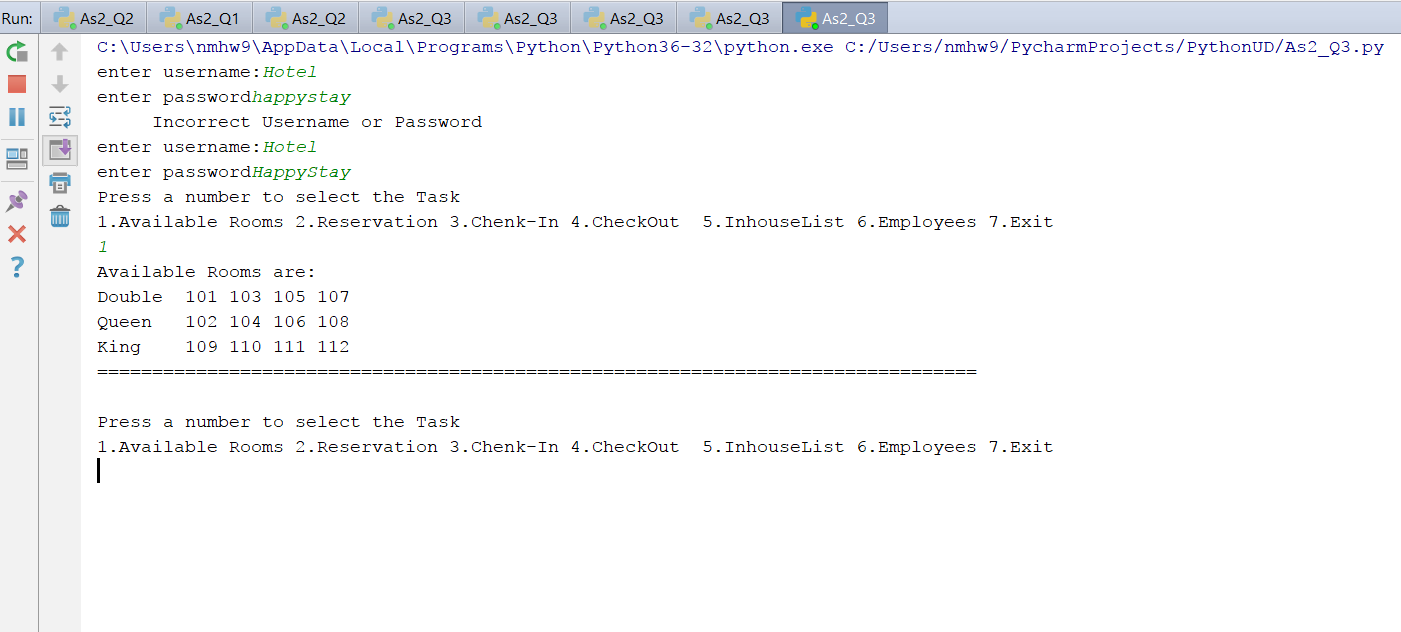 Run: As2_Q2 As2_Q1 As2_Q2 As2_Q3 As2_Q3 As2_Q3 As2_Q3 As2_Q3
C:\Users\nmhw9\AppData\Local\Programs\Python\Python36-32\python.exe C:/Users/nmhw9/PycharmProjects/PythonUD/As2_Q3.py
enter username:Hotel
enter passwordhappystay
     Incorrect Username or Password
enter username:Hotel
enter passwordHappyStay
Press a number to select the Task
1.Available Rooms 2.Reservation 3.Chenk-In 4.CheckOut  5.InhouseList 6.Employees 7.Exit
1
Available Rooms are:
Double  101 103 105 107
Queen   102 104 106 108
King    109 110 111 112
================================================================================
Press a number to select the Task
1.Available Rooms 2.Reservation 3.Chenk-In 4.CheckOut  5.InhouseList 6.Employees 7.Exit